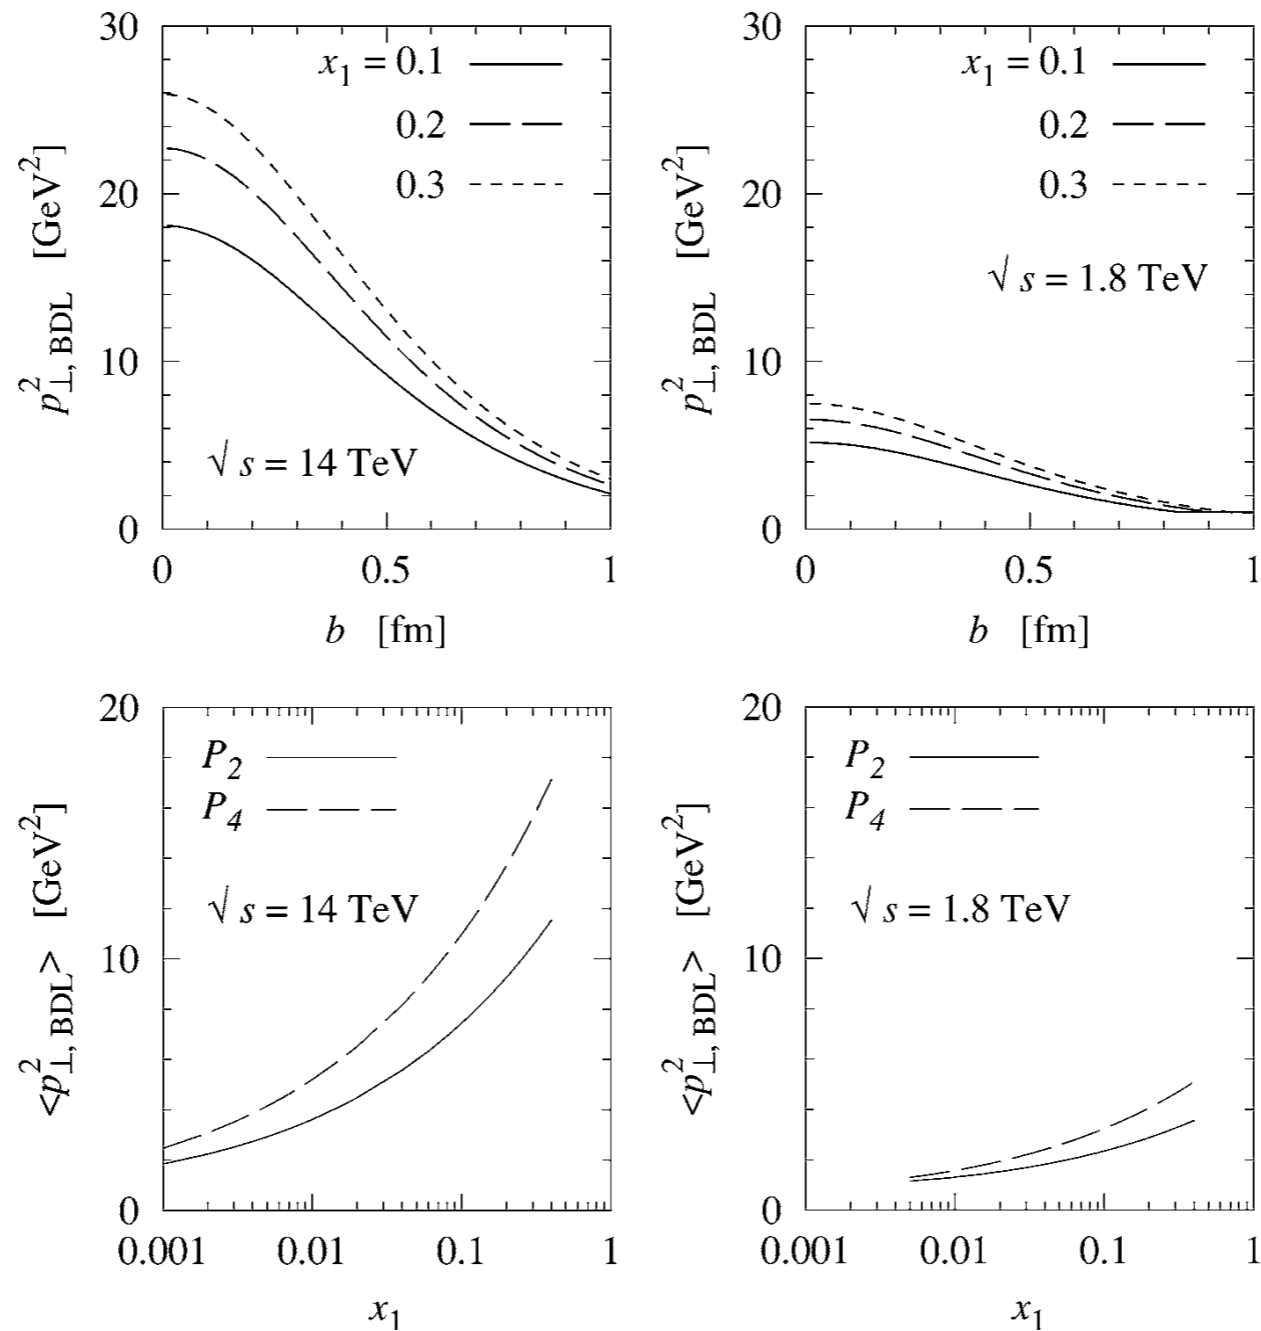 30
20
10
0
p²⊥, BDL [GeV²]
x₁ = 0.1
0.2
0.3
√ s = 14 TeV
0 0.5 1
b [fm]
30
20
10
0
p²⊥, BDL [GeV²]
x₁ = 0.1
0.2
0.3
√ s = 1.8 TeV
0 0.5 1
b [fm]
20
10
0
<p²⊥, BDL> [GeV²]
P₂
P₄
√ s = 14 TeV
0.001 0.01 0.1 1
x₁
20
10
0
<p²⊥, BDL> [GeV²]
P₂
P₄
√ s = 1.8 TeV
0.001 0.01 0.1 1
x₁